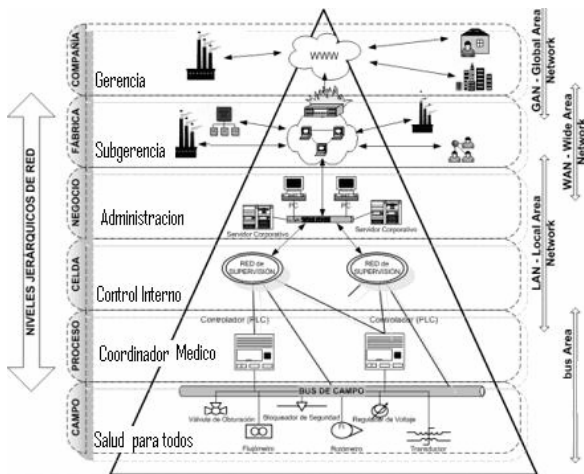 NIVELES JERÁRQUICOS DE RED
COMPAÑÍA
Gerencia
WWW
GAN - Global Area
Network
FÁBRICA
Subgerencia
WAN - Wide Area
Network
NEGOCIO
Administracion
PC
PC
Servidor Corporativo
Servidor Corporativo
LAN - Local Area
Network
CELDA
Control Interno
RED de
SUPERVISIÓN
RED de
SUPERVISIÓN
PROCESO
Coordinador Medico
Controlador (PLC)
Controlador (PLC)
bus Area
CAMPO
Salud para todos
BUS DE CAMPO
Válvula de Obturación
Bloqueador de Seguridad
Regulador de Voltaje
Flujómetro
Rotómetro
Transductor